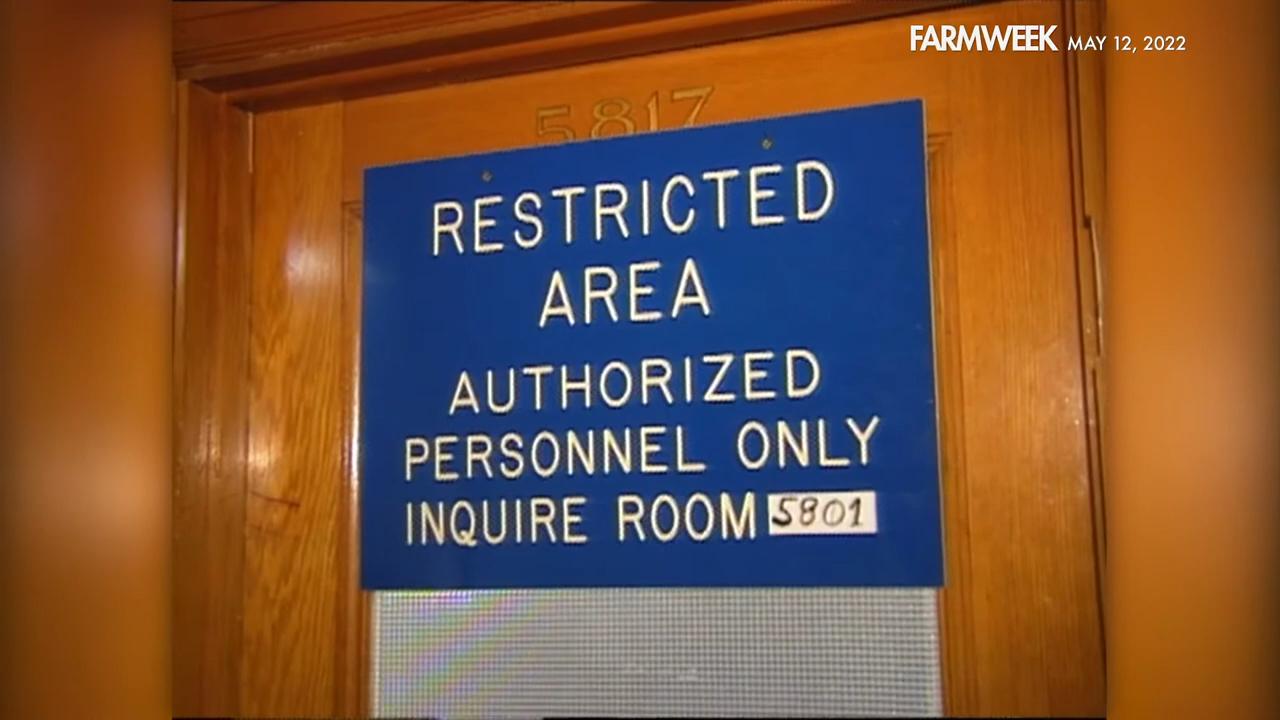 FARMWEEK MAY 12, 2022
5817
RESTRICTED
AREA
AUTHORIZED
PERSONNEL ONLY
INQUIRE ROOM 5801